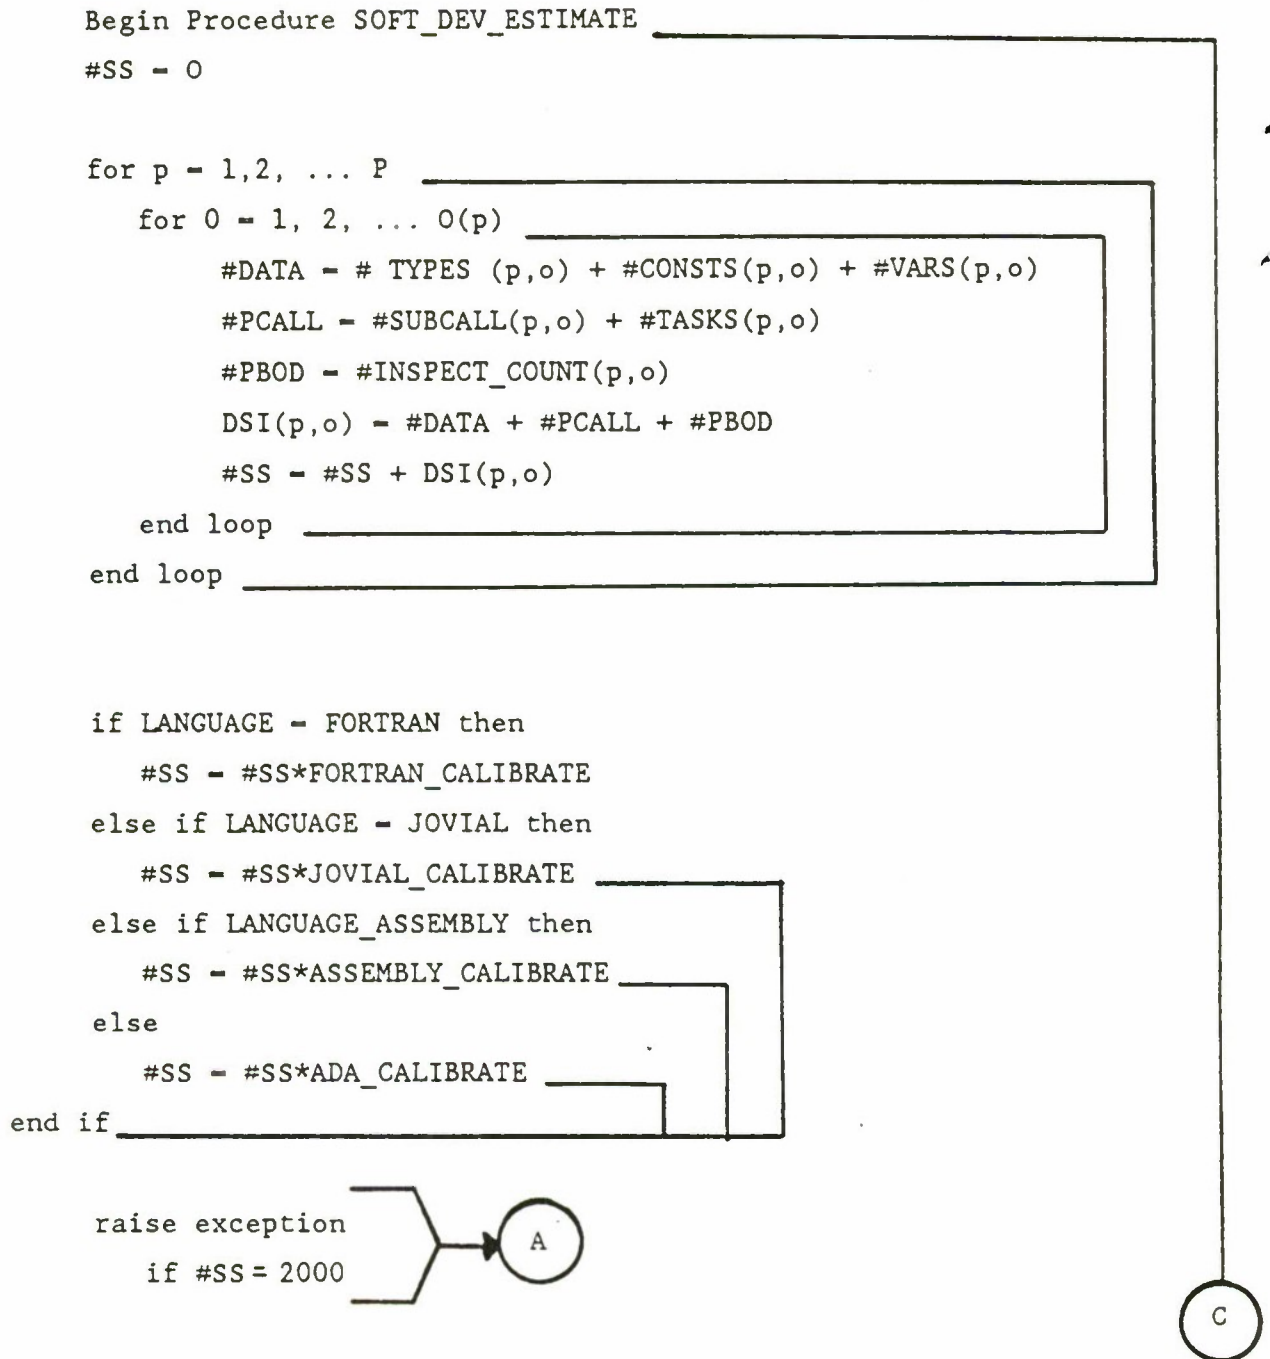 Begin Procedure SOFT_DEV_ESTIMATE
#SS = 0
for p = 1,2, ... P
for O = 1, 2, ... O(p)
#DATA = # TYPES (p,o) + #CONSTS(p,o) + #VARS(p,o)
#PCALL = #SUBCALL(p,o) + #TASKS(p,o)
#PBOD = #INSPECT_COUNT(p,o)
DSI(p,o) = #DATA + #PCALL + #PBOD
#SS = #SS + DSI(p,o)
end loop
end loop
if LANGUAGE = FORTRAN then
#SS = #SS*FORTRAN_CALIBRATE
else if LANGUAGE = JOVIAL then
#SS = #SS*JOVIAL_CALIBRATE
else if LANGUAGE_ASSEMBLY then
#SS = #SS*ASSEMBLY_CALIBRATE
else
#SS = #SS*ADA_CALIBRATE
end if
raise exception
if #SS = 2000
A
C